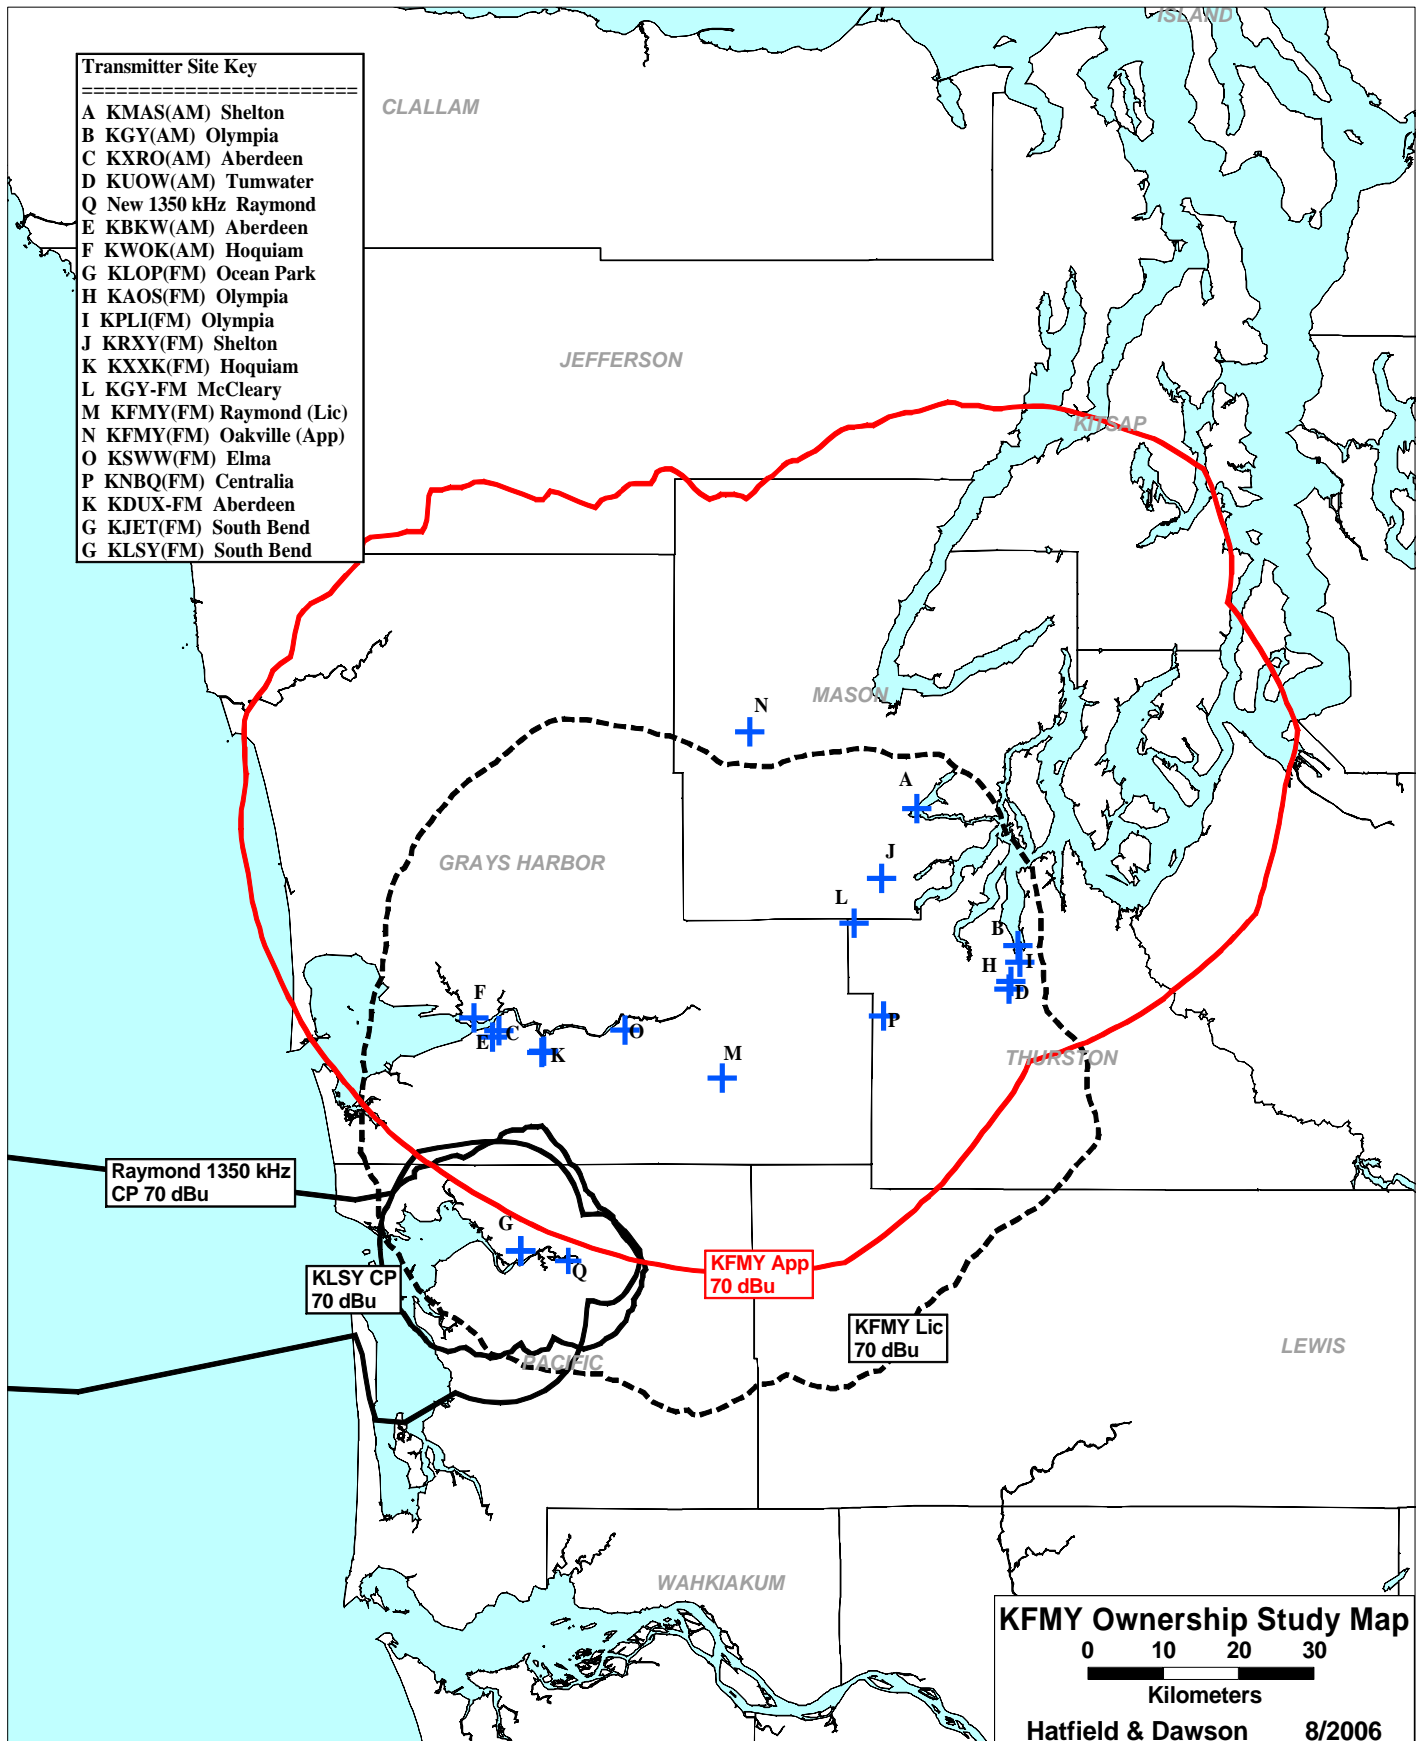 ISLAND
Transmitter Site Key
========================
A KMAS(AM) Shelton
B KGY(AM) Olympia
C KXRO(AM) Aberdeen
D KUOW(AM) Tumwater
Q New 1350 kHz Raymond
E KBKW(AM) Aberdeen
F KWOK(AM) Hoquiam
G KLOP(FM) Ocean Park
H KAOS(FM) Olympia
I KPLI(FM) Olympia
J KRXY(FM) Shelton
K KXXK(FM) Hoquiam
L KGY-FM McCleary
M KFMY(FM) Raymond (Lic)
N KFMY(FM) Oakville (App)
O KSWW(FM) Elma
P KNBQ(FM) Centralia
K KDUX-FM Aberdeen
G KJET(FM) South Bend
G KLSY(FM) South Bend
CLALLAM
JEFFERSON
KITSAP
MASON
N
A
GRAYS HARBOR
J
L
B
I
H
D
F
C
E
K
O
P
M
THURSTON
Raymond 1350 kHz
CP 70 dBu
G
Q
KLSY CP
70 dBu
KFMY App
70 dBu
KFMY Lic
70 dBu
PACIFIC
LEWIS
WAHKIAKUM
KFMY Ownership Study Map
0 10 20 30
Kilometers
Hatfield & Dawson 8/2006